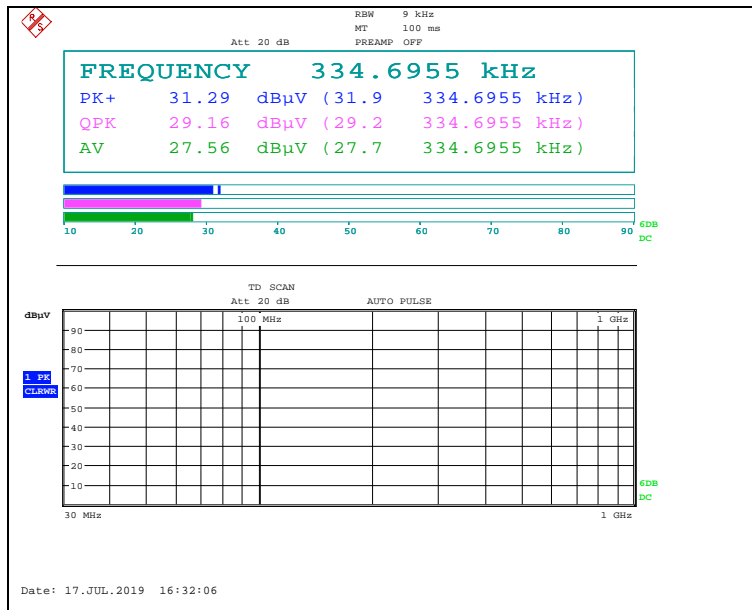 R
S
RBW 9 kHz
MT 100 ms
Att 20 dB PREAMP OFF
FREQUENCY 334.6955 kHz
PK+ 31.29 dBµV (31.9 334.6955 kHz)
QPK 29.16 dBµV (29.2 334.6955 kHz)
AV 27.56 dBµV (27.7 334.6955 kHz)
10 20 30 40 50 60 70 80 90
6DB
DC
TD SCAN
Att 20 dB AUTO PULSE
dBµV
100 MHz 1 GHz
90
80
70
1 PK
60
CLRWR
50
40
30
20
10
6DB
DC
30 MHz 1 GHz
Date: 17.JUL.2019 16:32:06